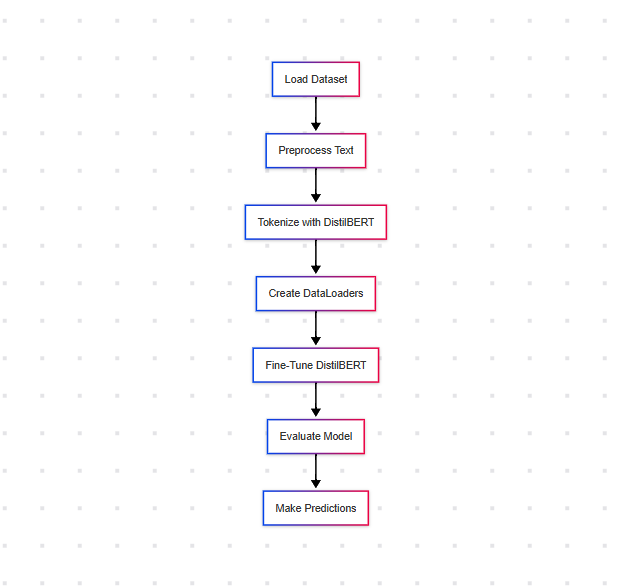 Load Dataset
Preprocess Text
Tokenize with DistilBERT
Create DataLoaders
Fine-Tune DistilBERT
Evaluate Model
Make Predictions